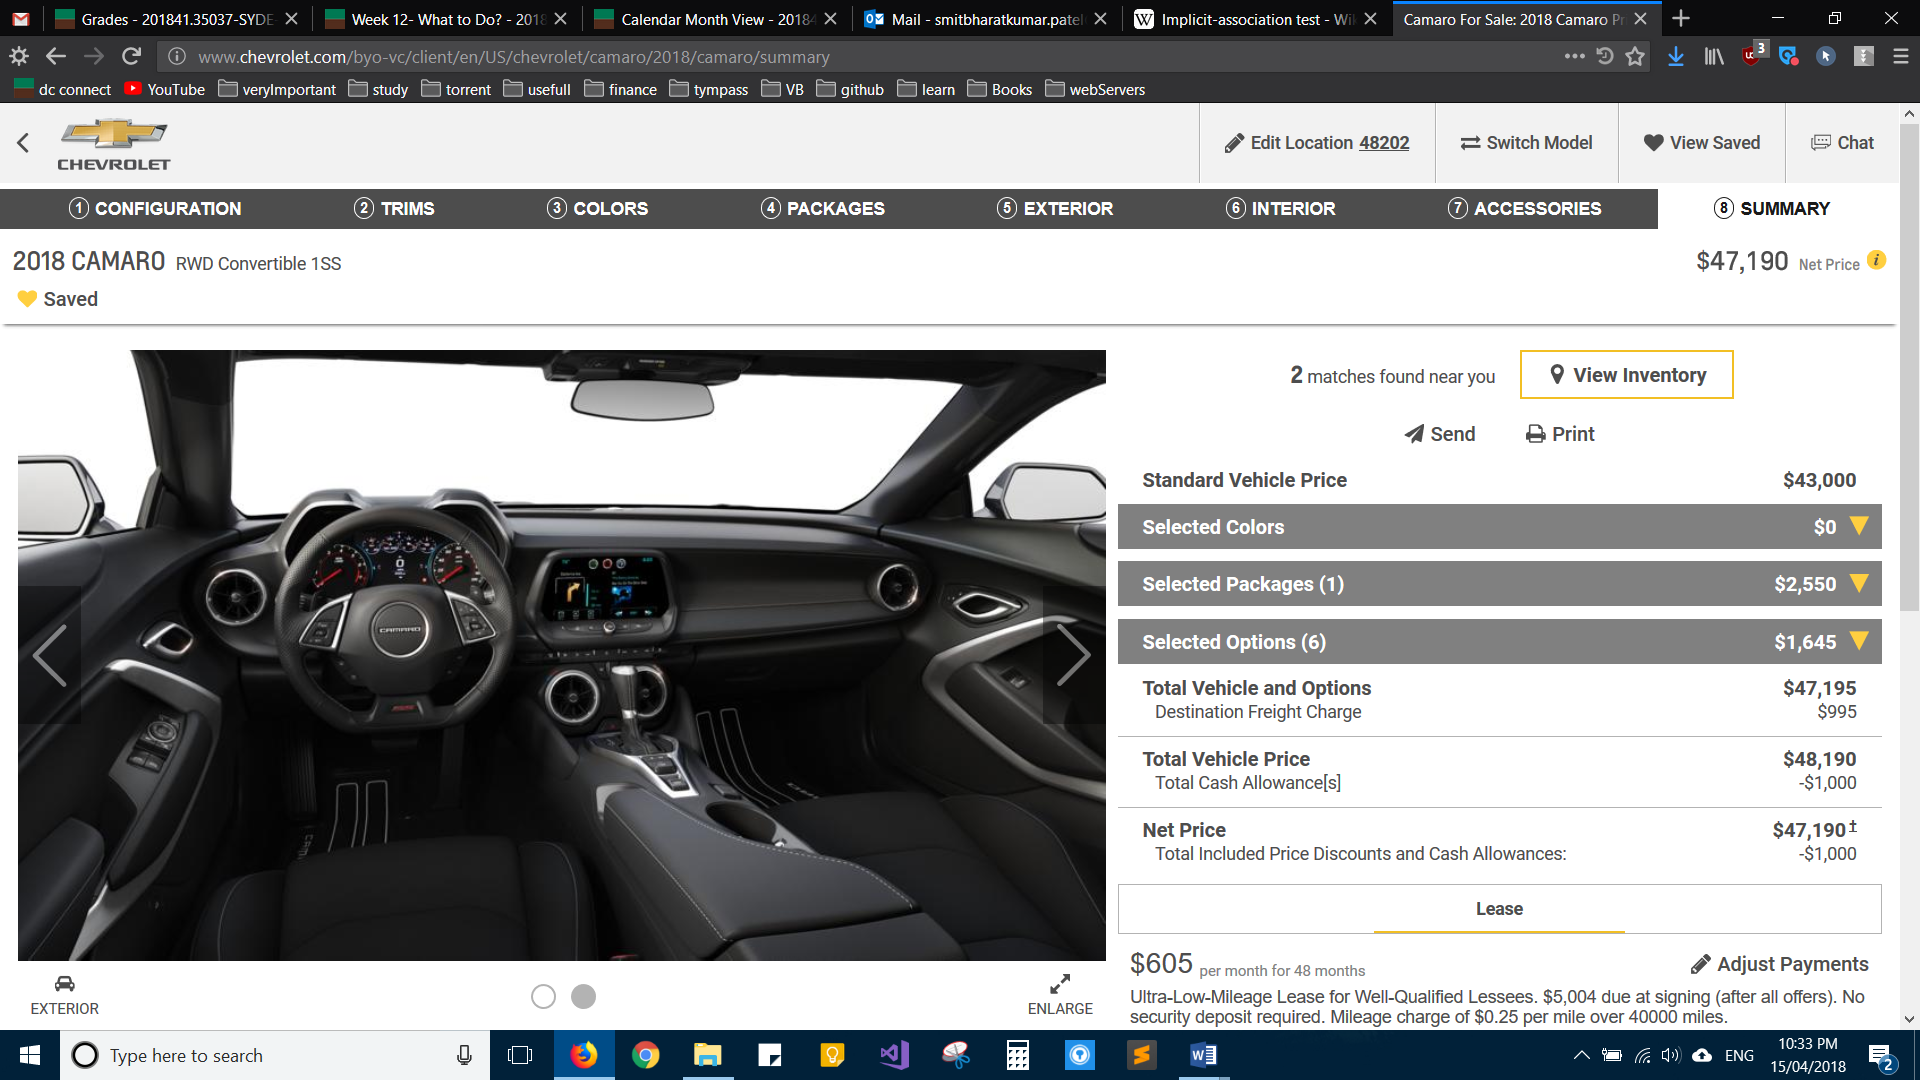 Grades - 201841.35037-SYDE
Week 12- What to Do? - 2018
Calendar Month View - 20184
Mail - smitbharatkumar.patel
Implicit-association test - Wik
Camaro For Sale: 2018 Camaro Pr
www.chevrolet.com/byo-vc/client/en/US/chevrolet/camaro/2018/camaro/summary
3
dc connect YouTube veryImportant study torrent usefull finance tympass VB github learn Books webServers
CHEVROLET
Edit Location 48202
Switch Model
View Saved
Chat
1 CONFIGURATION
2 TRIMS
3 COLORS
4 PACKAGES
5 EXTERIOR
6 INTERIOR
7 ACCESSORIES
8 SUMMARY
2018 CAMARO RWD Convertible 1SS
$47,190 Net Price i
Saved
2 matches found near you
View Inventory
Send
Print
Standard Vehicle Price $43,000
Selected Colors $0
Selected Packages (1) $2,550
Selected Options (6) $1,645
Total Vehicle and Options $47,195
Destination Freight Charge $995
Total Vehicle Price $48,190
Total Cash Allowance[s] -$1,000
Net Price $47,190±
Total Included Price Discounts and Cash Allowances: -$1,000
Lease
$605 per month for 48 months
Adjust Payments
Ultra-Low-Mileage Lease for Well-Qualified Lessees. $5,004 due at signing (after all offers). No
security deposit required. Mileage charge of $0.25 per mile over 40000 miles.
CAMARO
EXTERIOR
ENLARGE
Type here to search
ENG
10:33 PM
15/04/2018
2